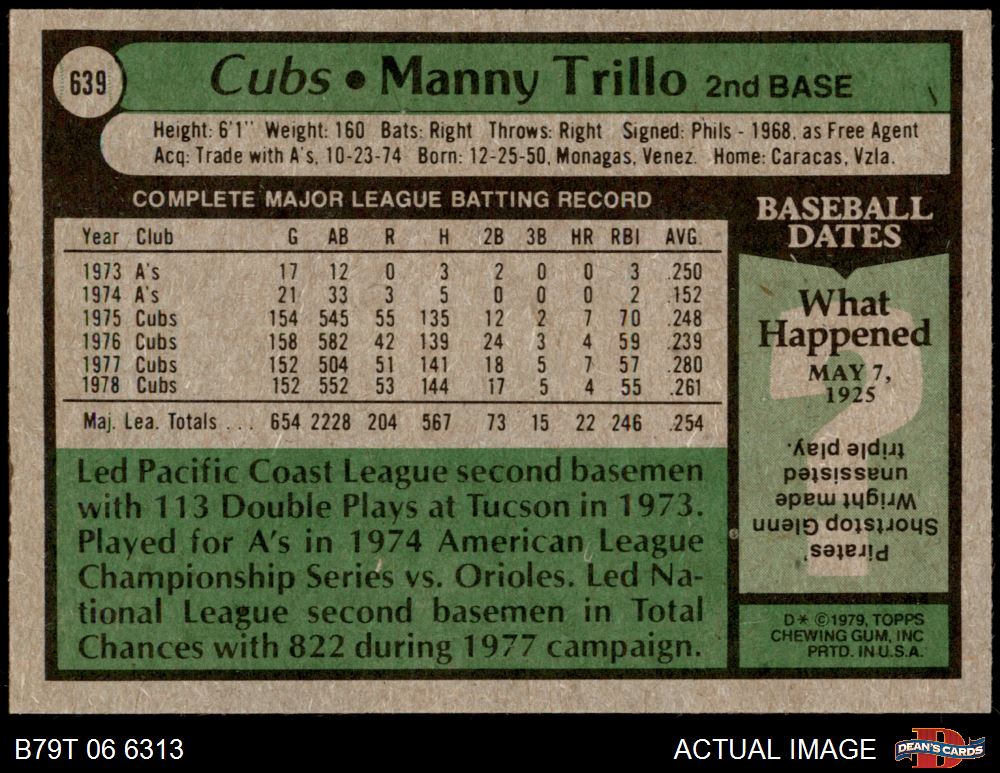 639
Cubs • Manny Trillo 2nd BASE
Height: 6'1" Weight: 160 Bats: Right Throws: Right Signed: Phils - 1968, as Free Agent
Acq: Trade with A's, 10-23-74 Born: 12-25-50, Monagas, Venez. Home: Caracas, Vzla.
COMPLETE MAJOR LEAGUE BATTING RECORD
Year Club G AB R H 2B 3B HR RBI AVG.
1973 A's 17 12 0 3 2 0 0 3 .250
1974 A's 21 33 3 5 0 0 0 2 .152
1975 Cubs 154 545 55 135 12 2 7 70 .248
1976 Cubs 158 582 42 139 24 3 4 59 .239
1977 Cubs 152 504 51 141 18 5 7 57 .280
1978 Cubs 152 552 53 144 17 5 4 55 .261
Maj. Lea. Totals . . . 654 2228 204 567 73 15 22 246 .254
Led Pacific Coast League second basemen
with 113 Double Plays at Tucson in 1973.
Played for A's in 1974 American League
Championship Series vs. Orioles. Led Na-
tional League second basemen in Total
Chances with 822 during 1977 campaign.
BASEBALL
DATES
What
Happened
MAY 7,
1925
Pirates'
Shortstop Glenn
Wright made
unassisted
triple play.
D* ©1979, TOPPS
CHEWING GUM, INC
PRTD. IN U.S.A.
B79T 06 6313
ACTUAL IMAGE
DEAN'S CARDS